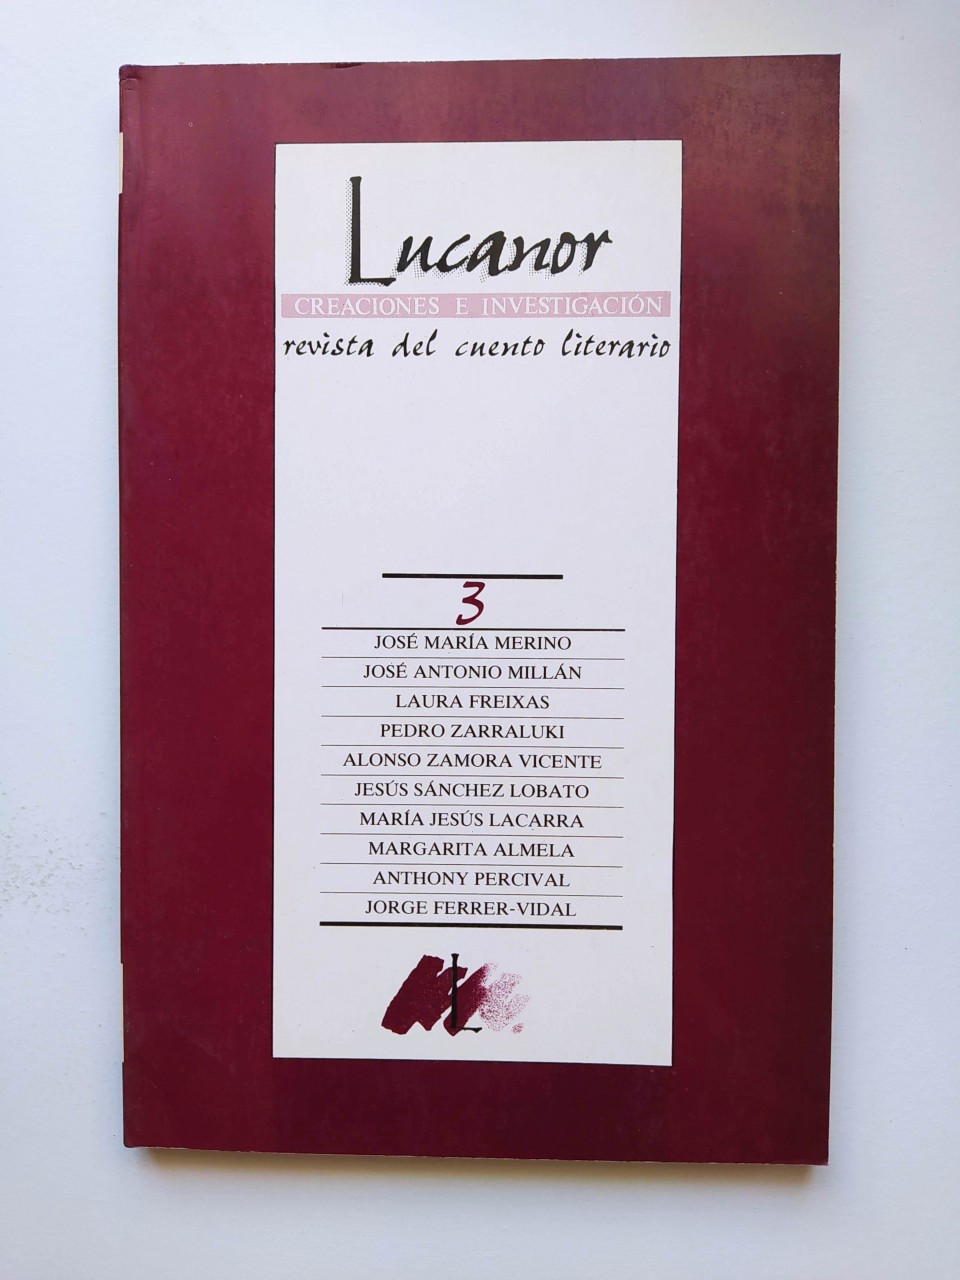 Lucanor
CREACIONES E INVESTIGACIÓN
revista del cuento literario
3
JOSÉ MARÍA MERINO
JOSÉ ANTONIO MILLÁN
LAURA FREIXAS
PEDRO ZARRALUKI
ALONSO ZAMORA VICENTE
JESÚS SÁNCHEZ LOBATO
MARÍA JESÚS LACARRA
MARGARITA ALMELA
ANTHONY PERCIVAL
JORGE FERRER-VIDAL
L